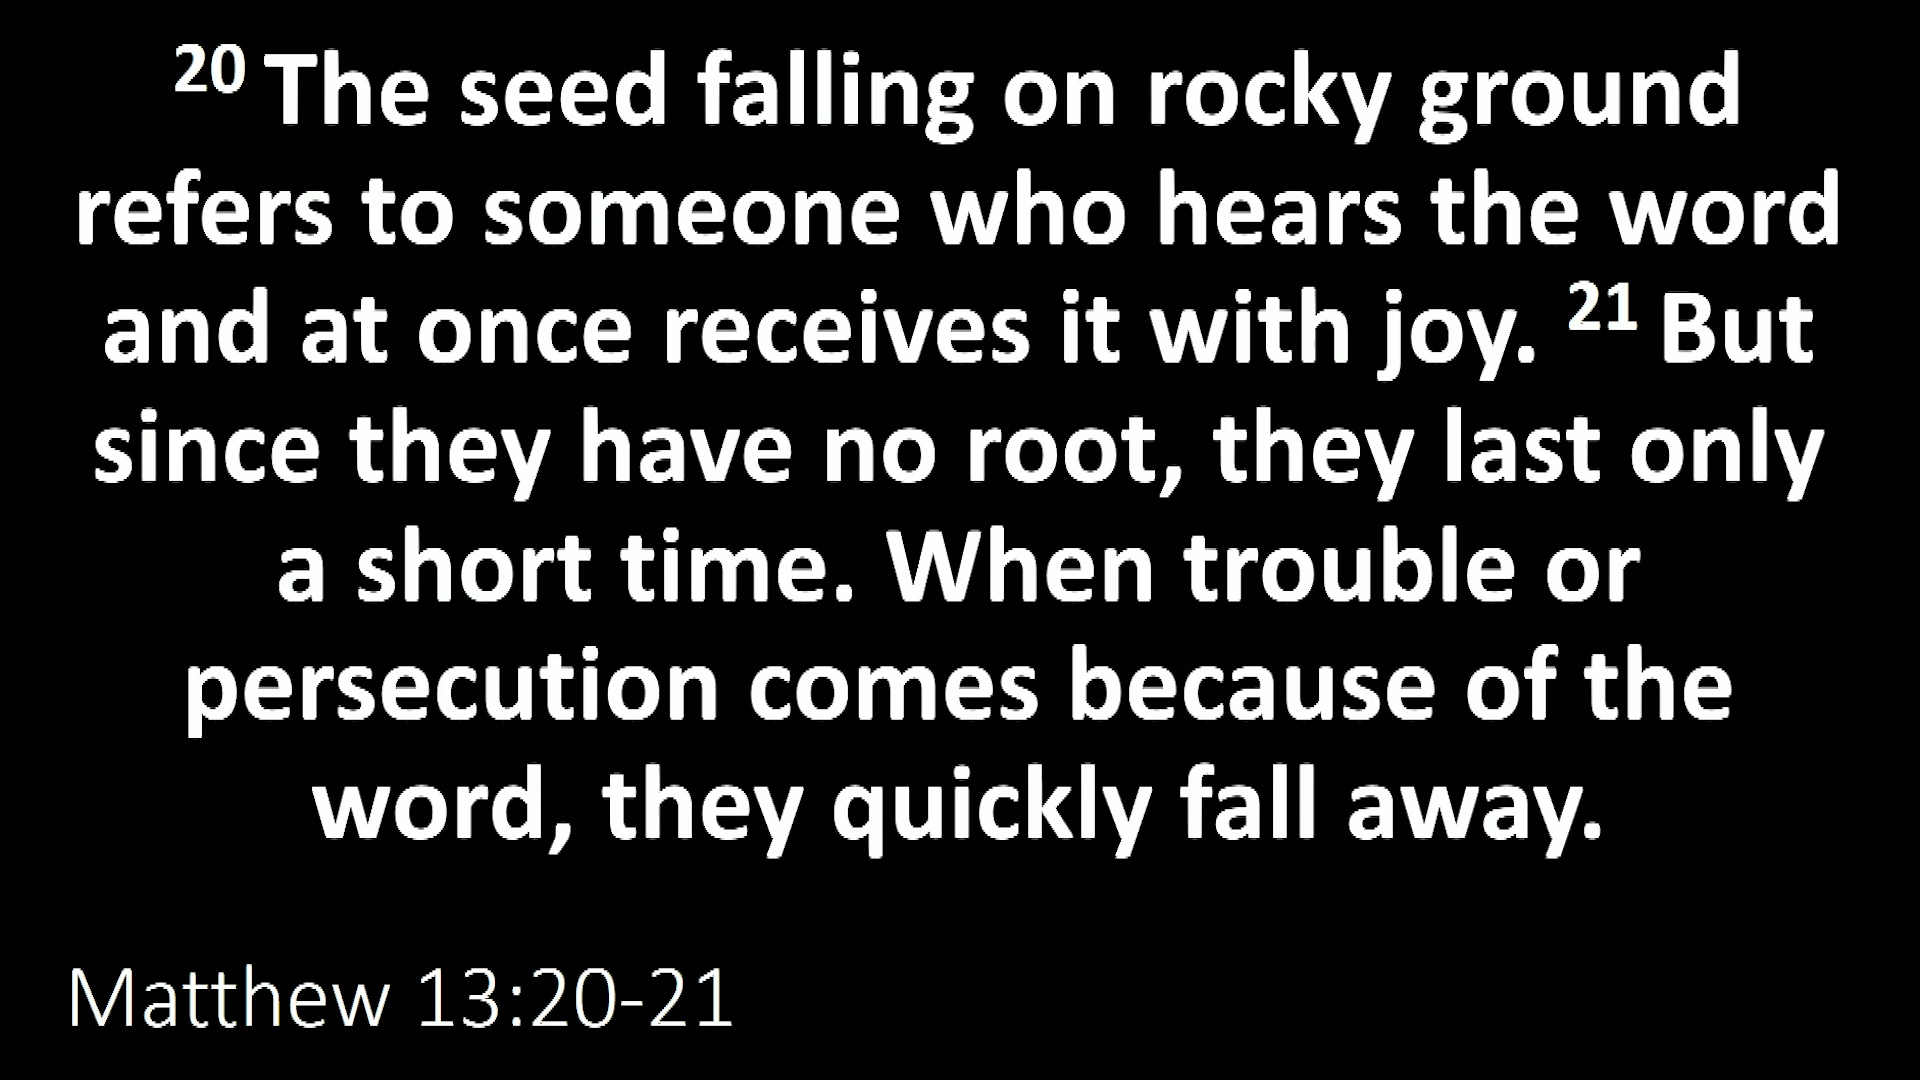 20 The seed falling on rocky ground
refers to someone who hears the word
and at once receives it with joy. 21 But
since they have no root, they last only
a short time. When trouble or
persecution comes because of the
word, they quickly fall away.
Matthew 13:20-21